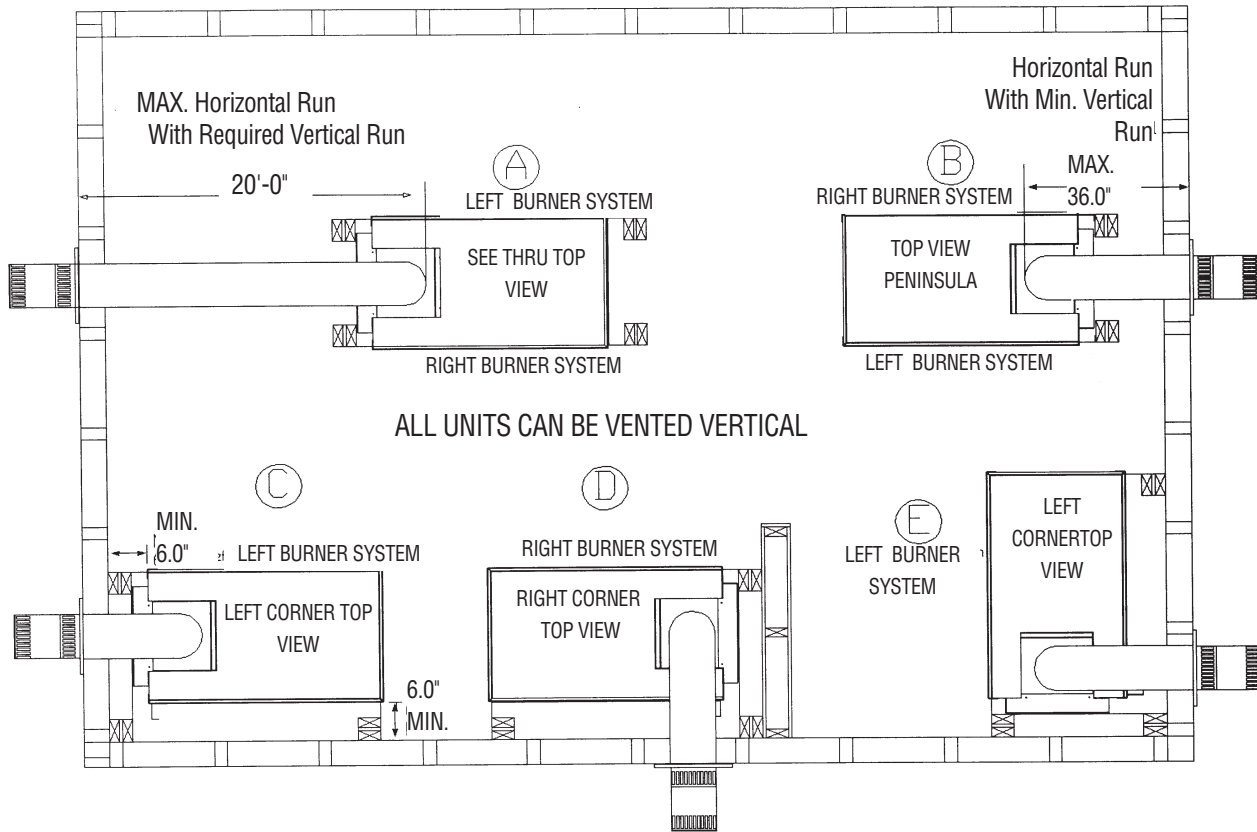 MAX. Horizontal Run
With Required Vertical Run
20'-0"
A
LEFT BURNER SYSTEM
SEE THRU TOP
VIEW
RIGHT BURNER SYSTEM
Horizontal Run
With Min. Vertical
Run
B
MAX.
36.0"
RIGHT BURNER SYSTEM
TOP VIEW
PENINSULA
LEFT BURNER SYSTEM
ALL UNITS CAN BE VENTED VERTICAL
C
MIN.
6.0"
LEFT BURNER SYSTEM
LEFT CORNER TOP
VIEW
6.0"
MIN.
D
RIGHT BURNER SYSTEM
RIGHT CORNER
TOP VIEW
E
LEFT BURNER
SYSTEM
LEFT
CORNERTOP
VIEW